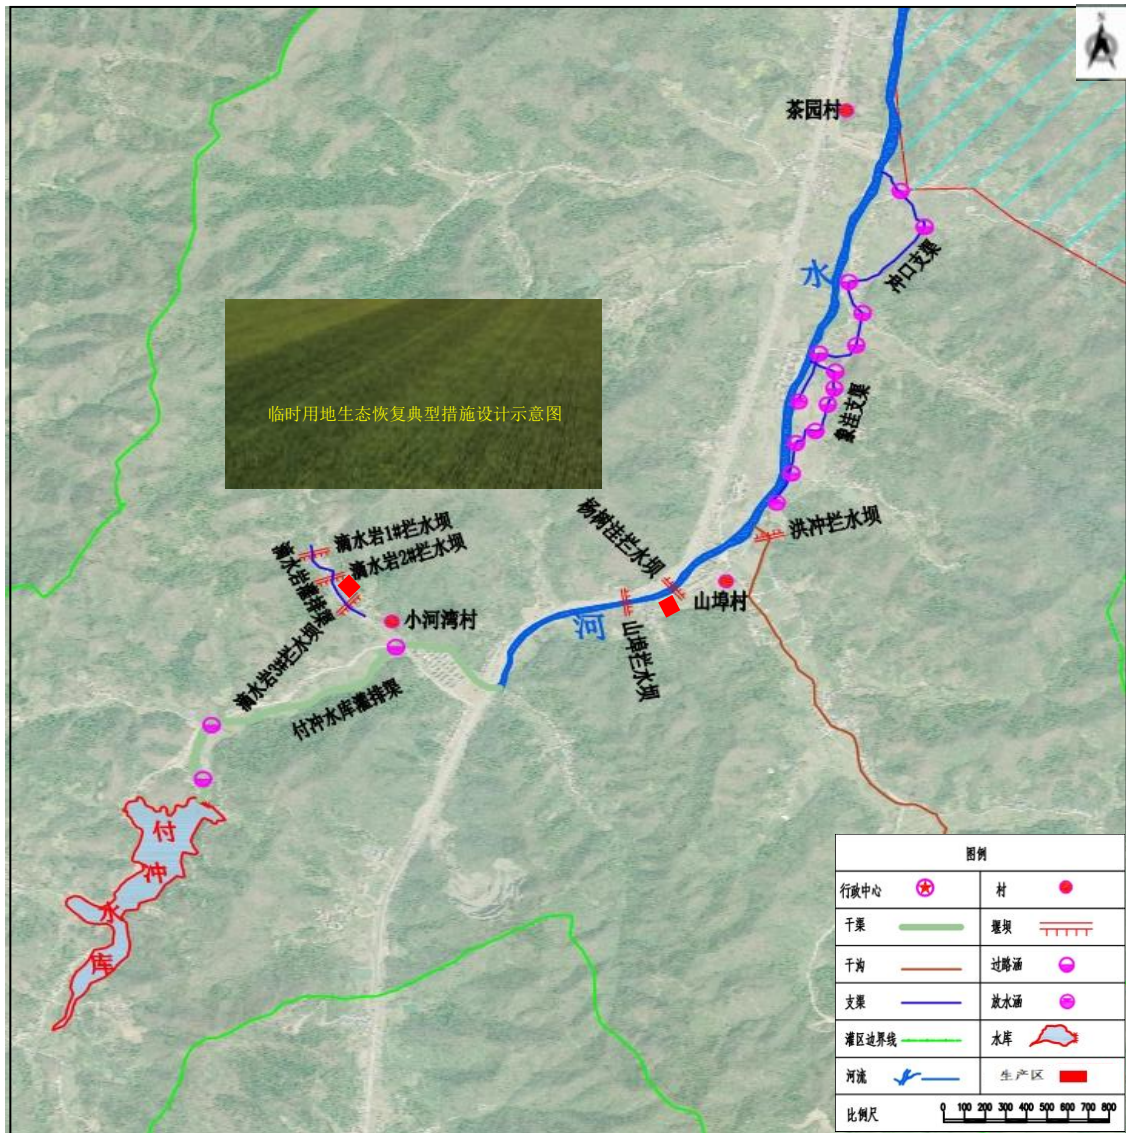 N
茶园村
水
冲口支渠
象洼支渠
临时用地生态恢复典型措施设计示意图
杨树洼拦水坝
洪冲拦水坝
滴水岩1#拦水坝
滴水岩2#拦水坝
滴水岩灌排渠
滴水岩3#拦水坝
小河湾村
山埠村
河
山埠拦水坝
付冲水库灌排渠
付冲水库
图例
行政中心
村
干渠
堰坝
干沟
过路涵
支渠
放水涵
灌区边界线
水库
河流
生产区
比例尺
0 100 200 300 400 500 600 700 800